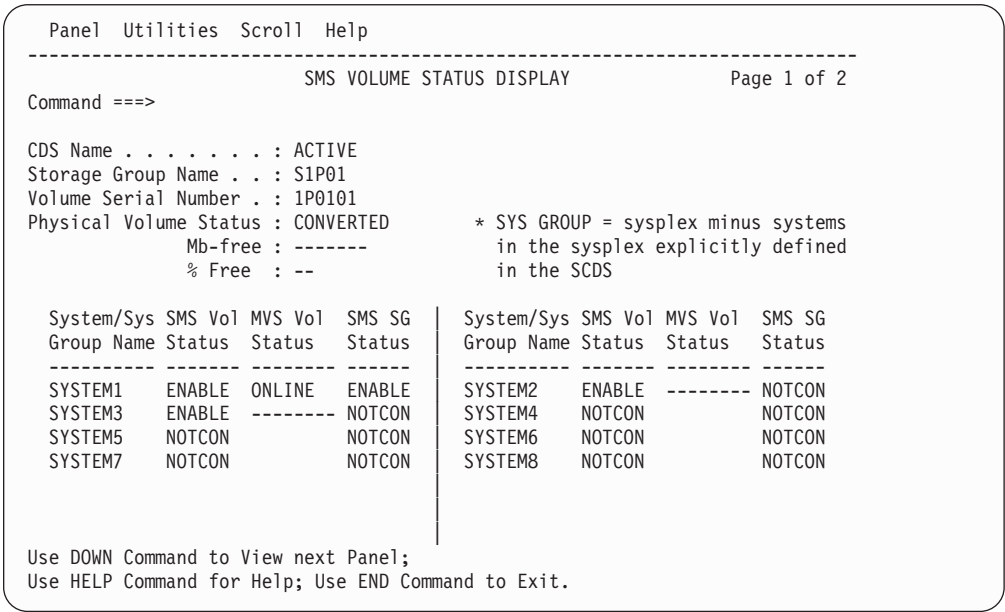 Panel Utilities Scroll Help
-------------------------------------------------------------------------------
SMS VOLUME STATUS DISPLAY Page 1 of 2
Command ===>
CDS Name . . . . . . . : ACTIVE
Storage Group Name . . : S1P01
Volume Serial Number . : 1P0101
Physical Volume Status : CONVERTED * SYS GROUP = sysplex minus systems
Mb-free : ------- in the sysplex explicitly defined
% Free : -- in the SCDS
System/Sys SMS Vol MVS Vol SMS SG | System/Sys SMS Vol MVS Vol SMS SG
Group Name Status Status Status | Group Name Status Status Status
---------- ------- -------- ------ | ---------- ------- -------- ------
SYSTEM1 ENABLE ONLINE ENABLE | SYSTEM2 ENABLE -------- NOTCON
SYSTEM3 ENABLE -------- NOTCON | SYSTEM4 NOTCON NOTCON
SYSTEM5 NOTCON NOTCON | SYSTEM6 NOTCON NOTCON
SYSTEM7 NOTCON NOTCON | SYSTEM8 NOTCON NOTCON
|
|
|
Use DOWN Command to View next Panel;
Use HELP Command for Help; Use END Command to Exit.